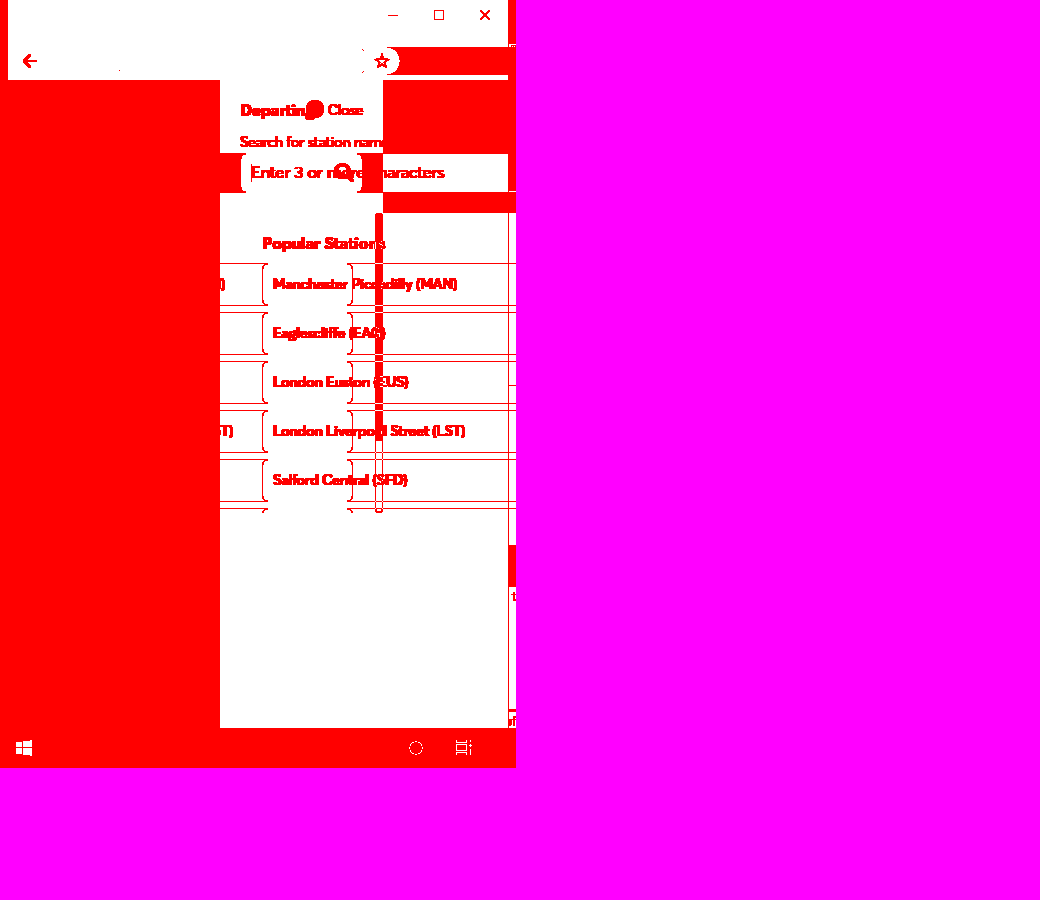 Departing Close
Search for station name
Enter 3 or more characters
Popular Stations
Manchester Piccadilly (MAN)
Eaglescliffe (EAG)
London Euston (EUS)
ST) London Liverpool Street (LST)
Salford Central (SFD)